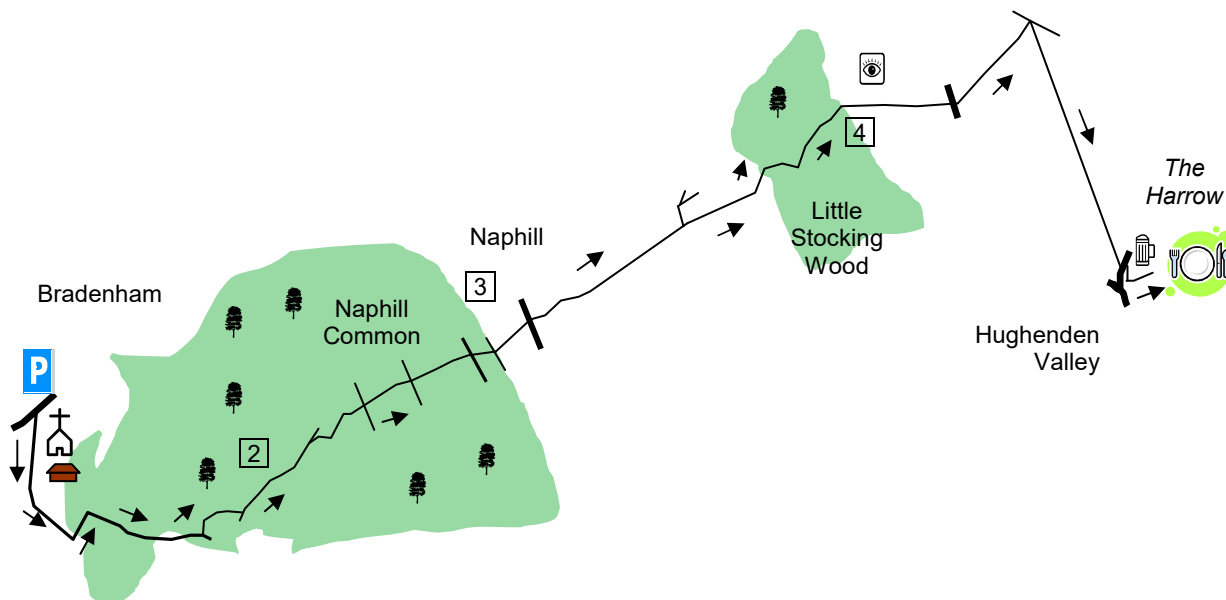 Bradenham
P
2
Naphill
Common
Naphill
3
4
Little
Stocking
Wood
The
Harrow
Hughenden
Valley